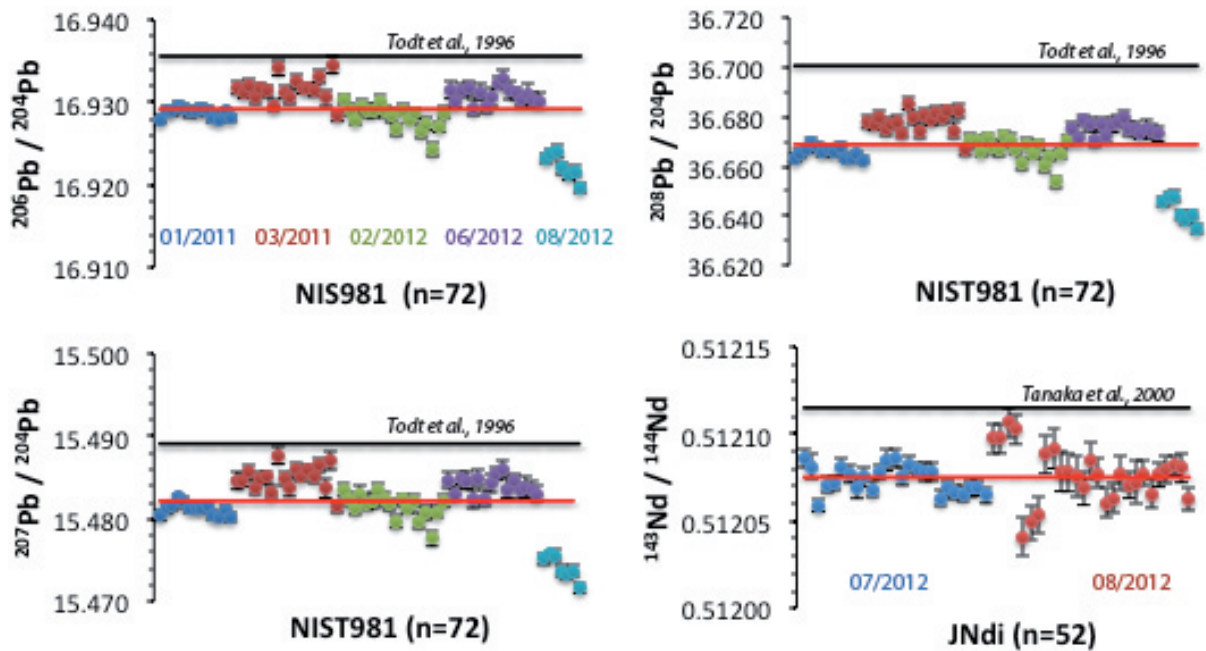 16.940
16.930
16.920
16.910
206Pb / 204Pb
Todt et al., 1996
01/2011 03/2011 02/2012 06/2012 08/2012
NIS981 (n=72)
36.720
36.700
36.680
36.660
36.640
36.620
208Pb / 204Pb
Todt et al., 1996
NIST981 (n=72)
15.500
15.490
15.480
15.470
207Pb / 204Pb
Todt et al., 1996
NIST981 (n=72)
0.51215
0.51210
0.51205
0.51200
143Nd / 144Nd
Tanaka et al., 2000
07/2012 08/2012
JNdi (n=52)